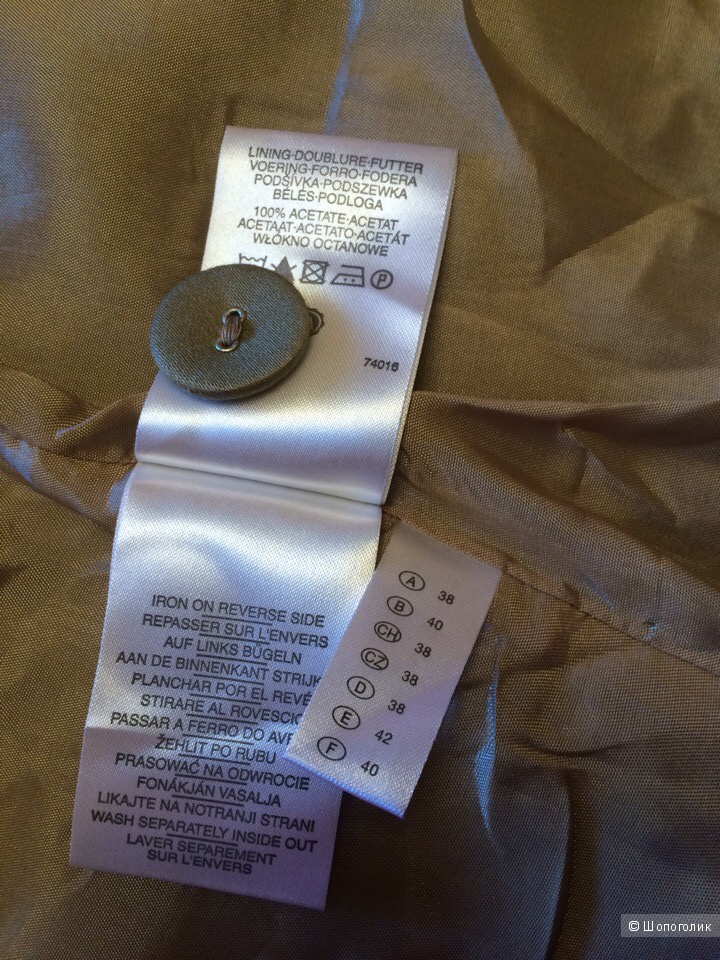 LINING·DOUBLURE·FUTTER
VOERING·FORRO·FODERA
PODŠÍVKA·PODSZEWKA
BÉLÉS·PODLOGA
100% ACETATE·ACETAT
ACETAAT·ACETATO·ACETÁT
WŁÓKNO OCTANOWE
P
74016
IRON ON REVERSE SIDE
REPASSER SUR L'ENVERS
AUF LINKS BÜGELN
AAN DE BINNENKANT STRIJK
PLANCHAR POR EL REVÉ
STIRARE AL ROVESCIO
PASSAR A FERRO DO AVE
ŽEHLIT PO RUBU
PRASOWAĆ NA ODWROCIE
FONÁKJÁN VASALJA
LIKAJTE NA NOTRANJI STRANI
WASH SEPARATELY INSIDE OUT
LAVER SEPAREMENT
SUR L'ENVERS
A 38
B 40
CH 38
CZ 38
D 38
E 42
F 40
© Шопоголик